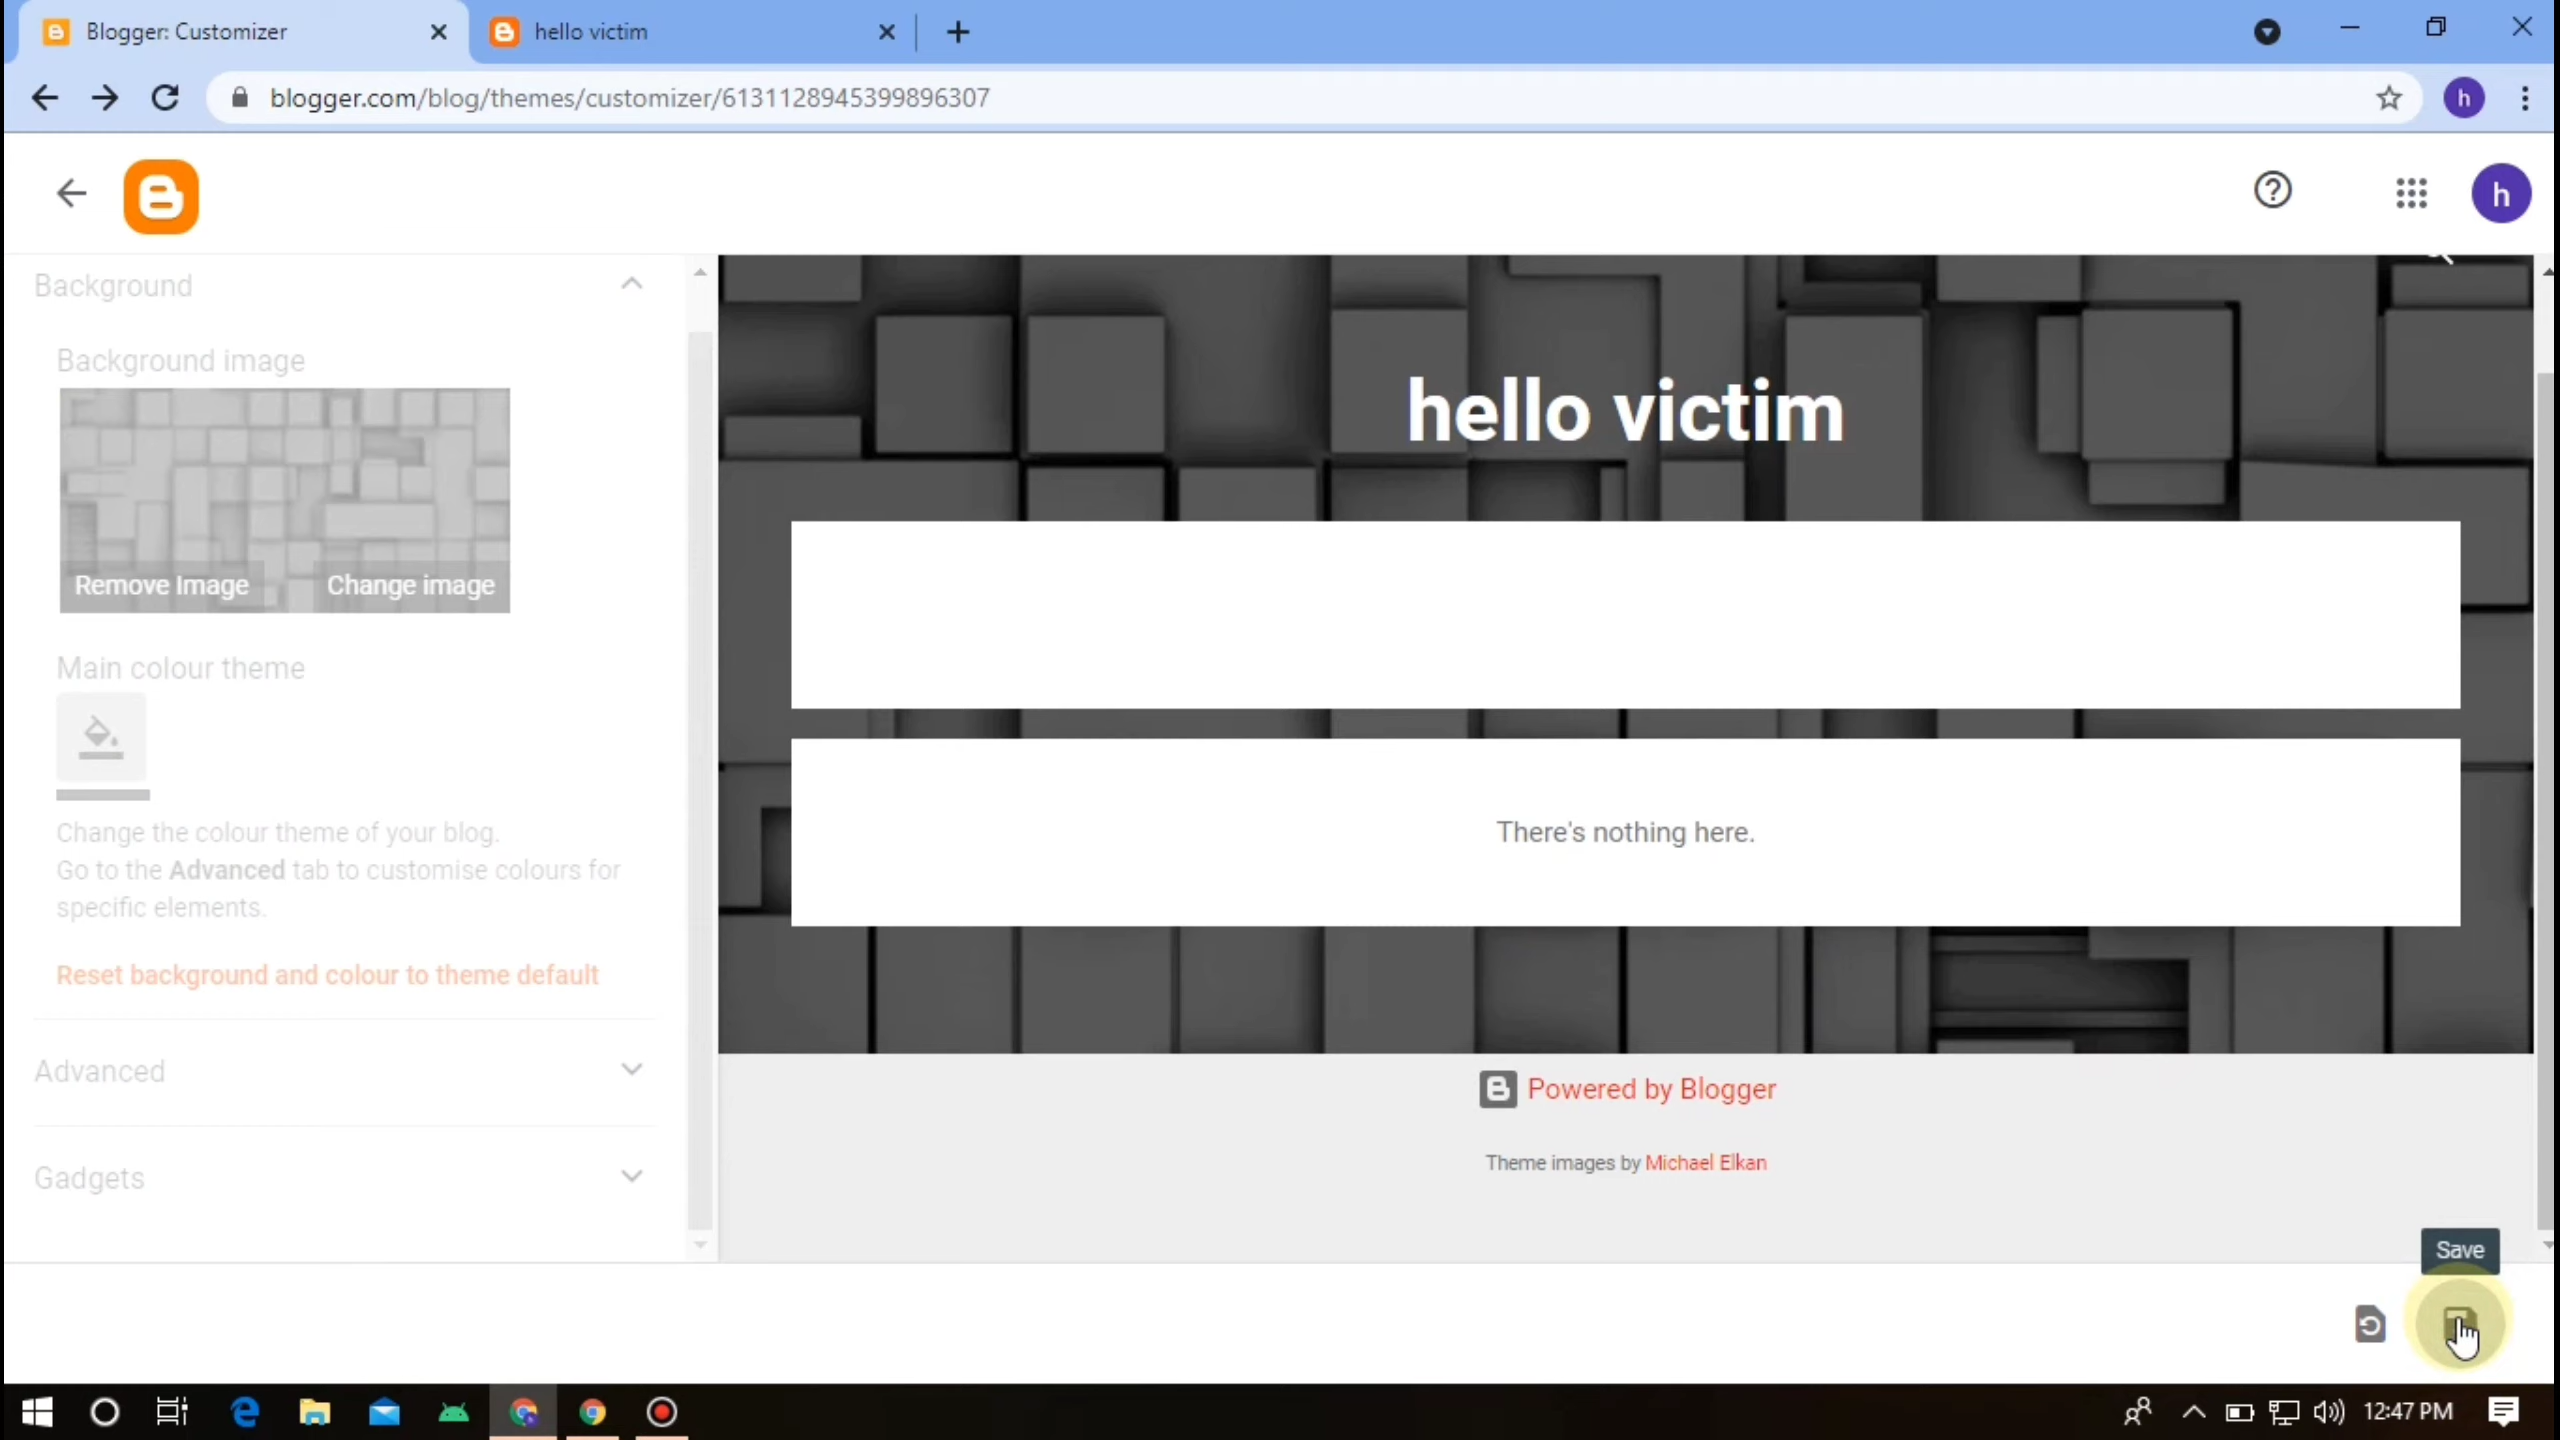 Blogger: Customizer
hello victim
blogger.com/blog/themes/customizer/6131128945399896307
h
h
Background
Background image
Remove Image
Change image
Main colour theme
Change the colour theme of your blog.
Go to the Advanced tab to customise colours for
specific elements.
Reset background and colour to theme default
Advanced
Gadgets
hello victim
There's nothing here.
Powered by Blogger
Theme images by Michael Elkan
Save
12:47 PM